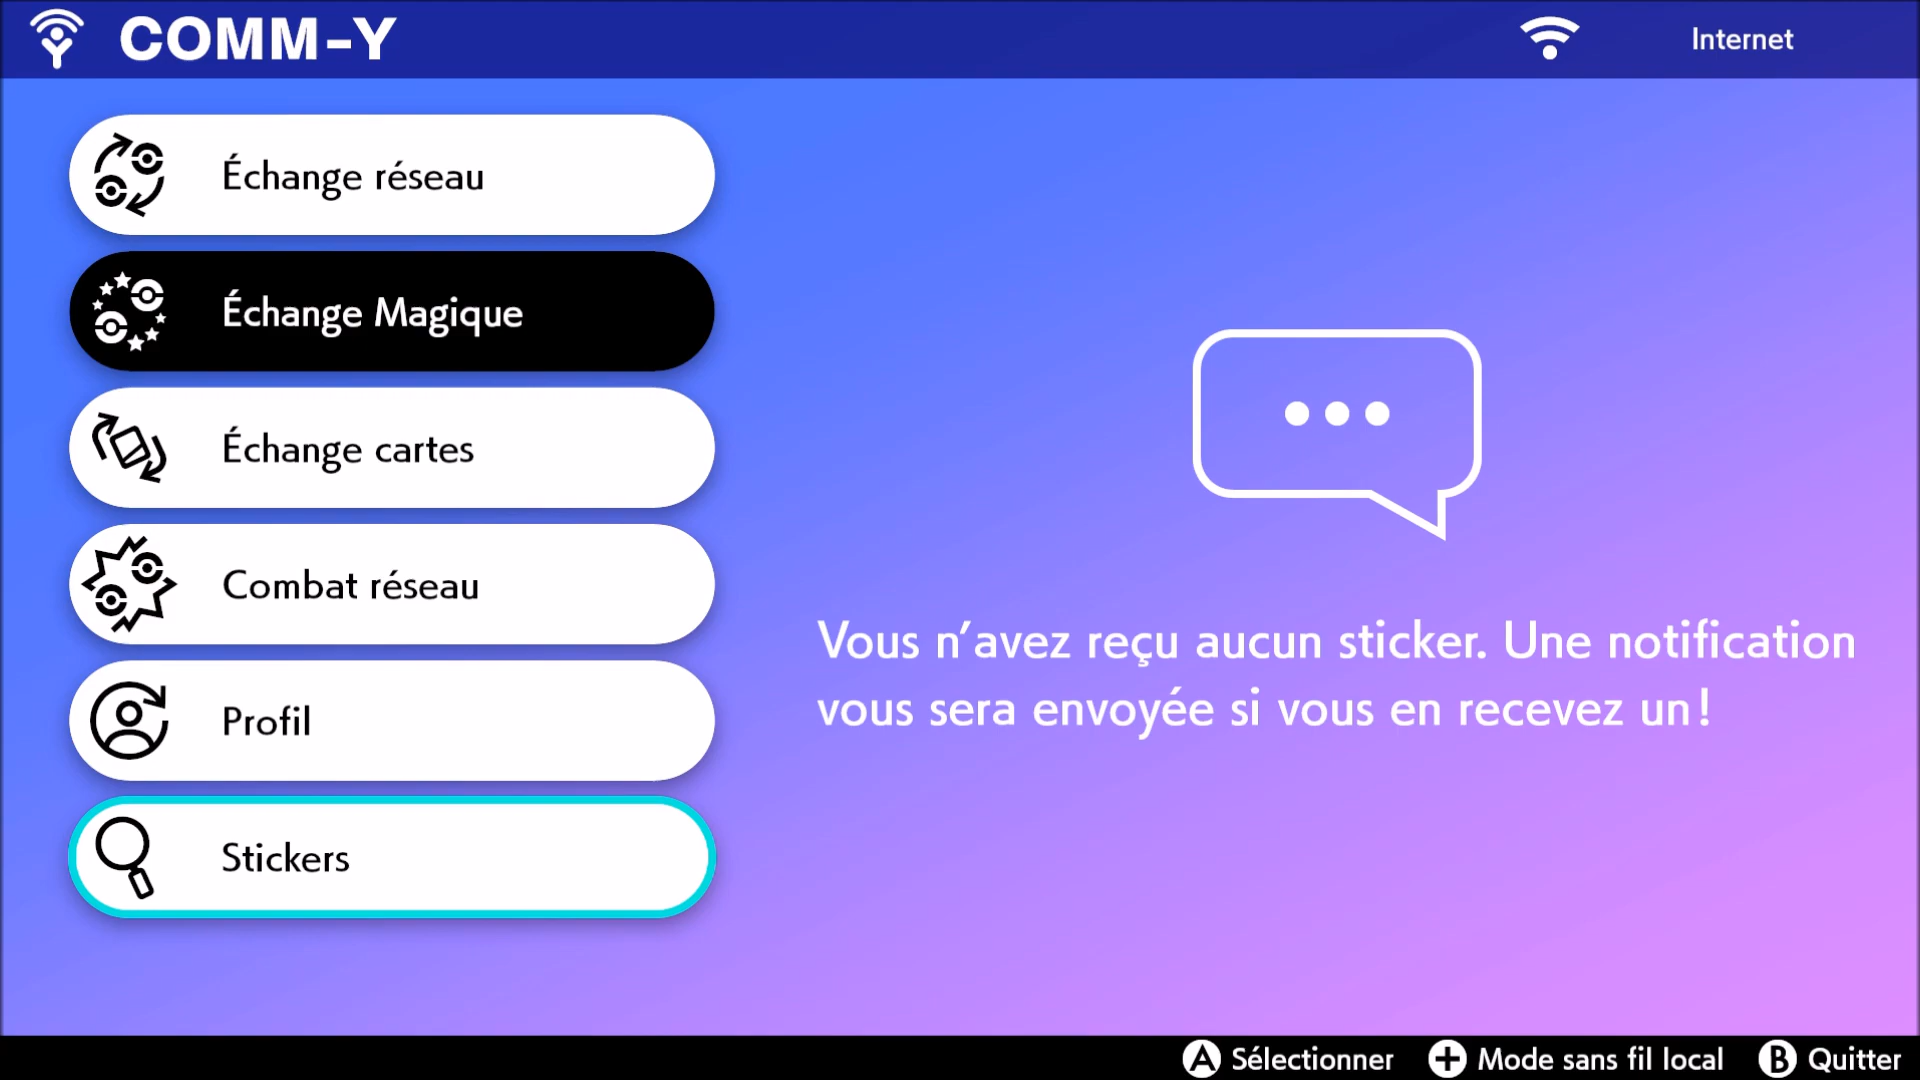 COMM-Y
Internet
Échange réseau
Échange Magique
Échange cartes
Combat réseau
Profil
Stickers
Vous n'avez reçu aucun sticker. Une notification
vous sera envoyée si vous en recevez un !
A Sélectionner + Mode sans fil local B Quitter